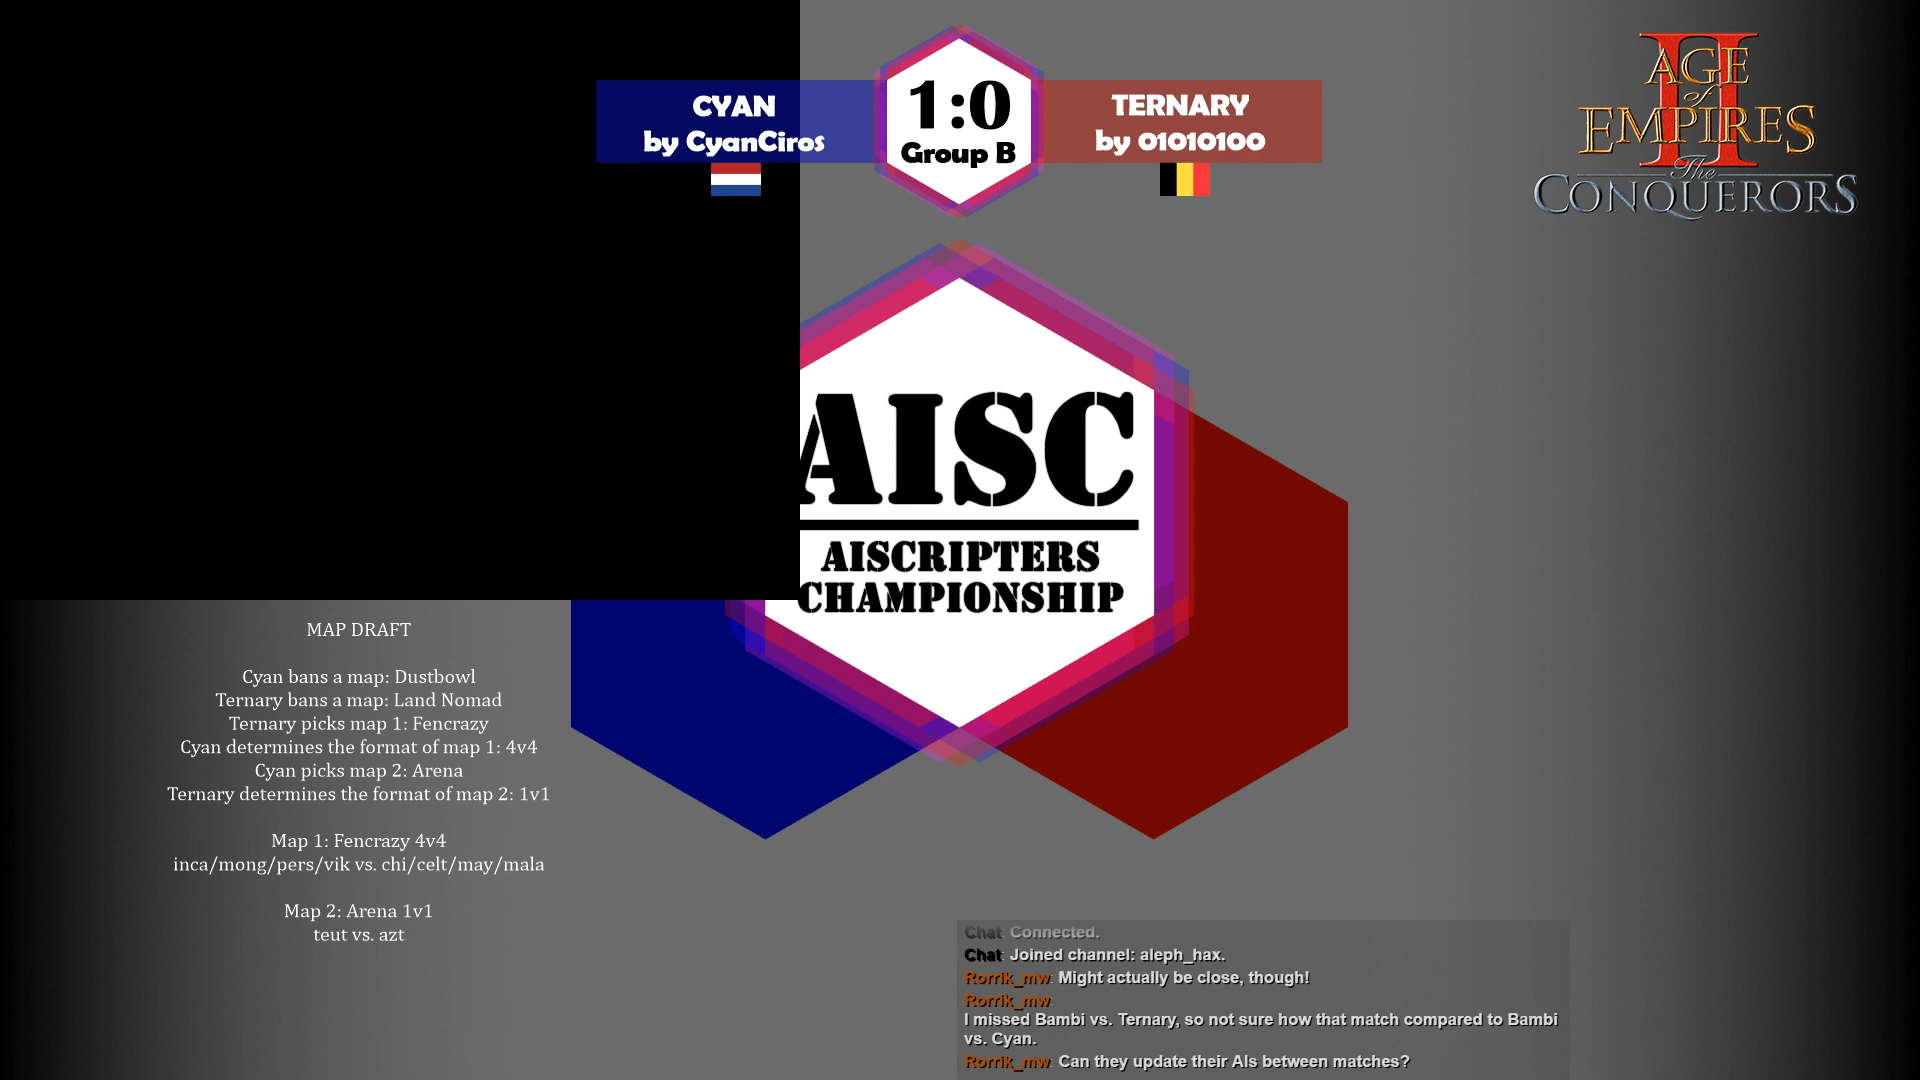 CYAN
by CyanCiros
1:0
Group B
TERNARY
by 01010100
AGE
of
EMPIRES
II
The
CONQUERORS
AISC
AISCRIPTERS
CHAMPIONSHIP
MAP DRAFT
Cyan bans a map: Dustbowl
Ternary bans a map: Land Nomad
Ternary picks map 1: Fencrazy
Cyan determines the format of map 1: 4v4
Cyan picks map 2: Arena
Ternary determines the format of map 2: 1v1
Map 1: Fencrazy 4v4
inca/mong/pers/vik vs. chi/celt/may/mala
Map 2: Arena 1v1
teut vs. azt
Chat: Connected.
Chat: Joined channel: aleph_hax.
Rorrik_mw: Might actually be close, though!
Rorrik_mw:
I missed Bambi vs. Ternary, so not sure how that match compared to Bambi
vs. Cyan.
Rorrik_mw: Can they update their AIs between matches?